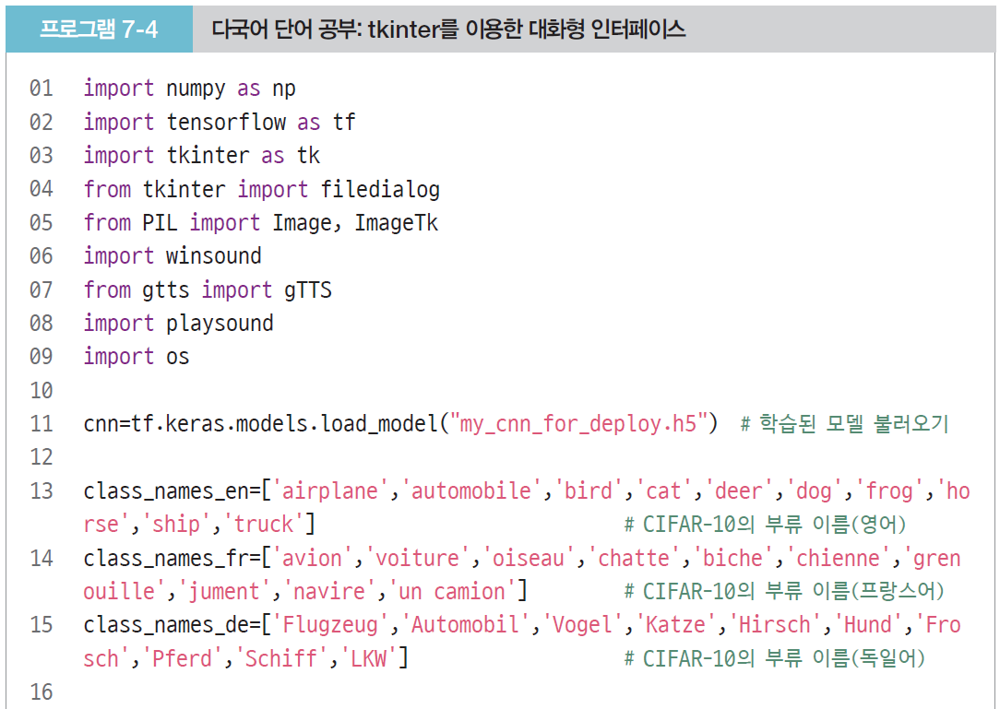 프로그램 7-4 다국어 단어 공부: tkinter를 이용한 대화형 인터페이스
01 import numpy as np
02 import tensorflow as tf
03 import tkinter as tk
04 from tkinter import filedialog
05 from PIL import Image, ImageTk
06 import winsound
07 from gtts import gTTS
08 import playsound
09 import os
10
11 cnn=tf.keras.models.load_model("my_cnn_for_deploy.h5") # 학습된 모델 불러오기
12
13 class_names_en=['airplane','automobile','bird','cat','deer','dog','frog','ho
rse','ship','truck'] # CIFAR-10의 부류 이름(영어)
14 class_names_fr=['avion','voiture','oiseau','chatte','biche','chienne','gren
ouille','jument','navire','un camion'] # CIFAR-10의 부류 이름(프랑스어)
15 class_names_de=['Flugzeug','Automobil','Vogel','Katze','Hirsch','Hund','Fro
sch','Pferd','Schiff','LKW'] # CIFAR-10의 부류 이름(독일어)
16